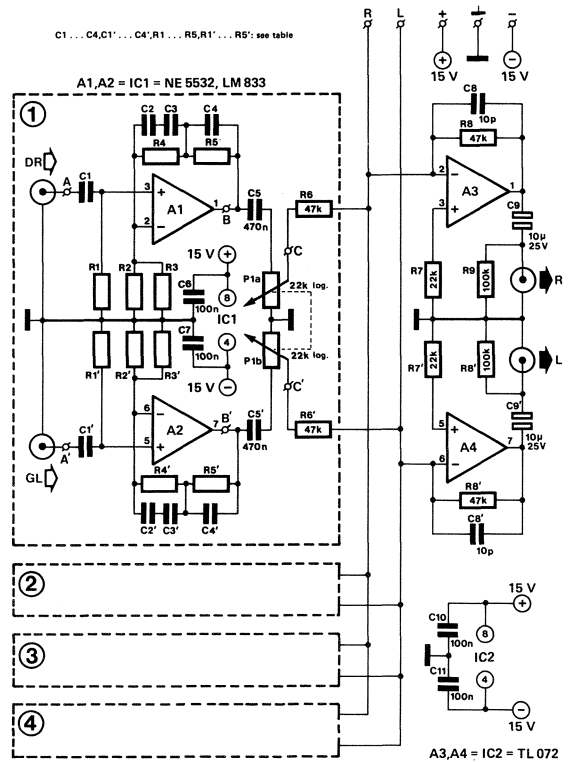 R L + ⊥ −
C1 ... C4,C1' ... C4',R1 ... R5,R1'... R5': see table
+ −
15 V 15 V
A1,A2 = IC1 = NE 5532, LM 833
1
C2 C3 C4
R4 R5
DR
A C1
3 +
2 −
A1
1
B
C5
470n
R6
47k
C8
10p
R8
47k
2 −
3 +
A3
1
C9
10µ
25V
R1 R2 R3
15 V +
C6
100n
8
IC1
C7
100n
4
15 V −
C
P1a
22k log.
22k log.
P1b
C'
R7
22k
R9
100k
R
R1' R2' R3'
R7'
22k
R8'
100k
L
C9'
10µ
25V
GL
A' C1'
6 −
5 +
A2
7
B'
C5'
470n
R6'
47k
5 +
6 −
A4
7
R4' R5'
C2' C3' C4'
R8'
47k
C8'
10p
2
3
4
15 V
+
C10
100n
8
IC2
C11
100n
4
−
15 V
A3,A4 = IC2 = TL 072